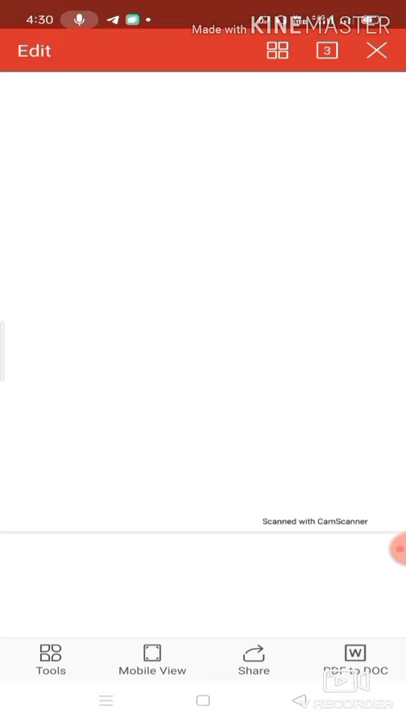 4:30
Made with KINEMASTER
Edit
3
Scanned with CamScanner
W
Tools
Mobile View
Share
PDF to DOC
RECORDER